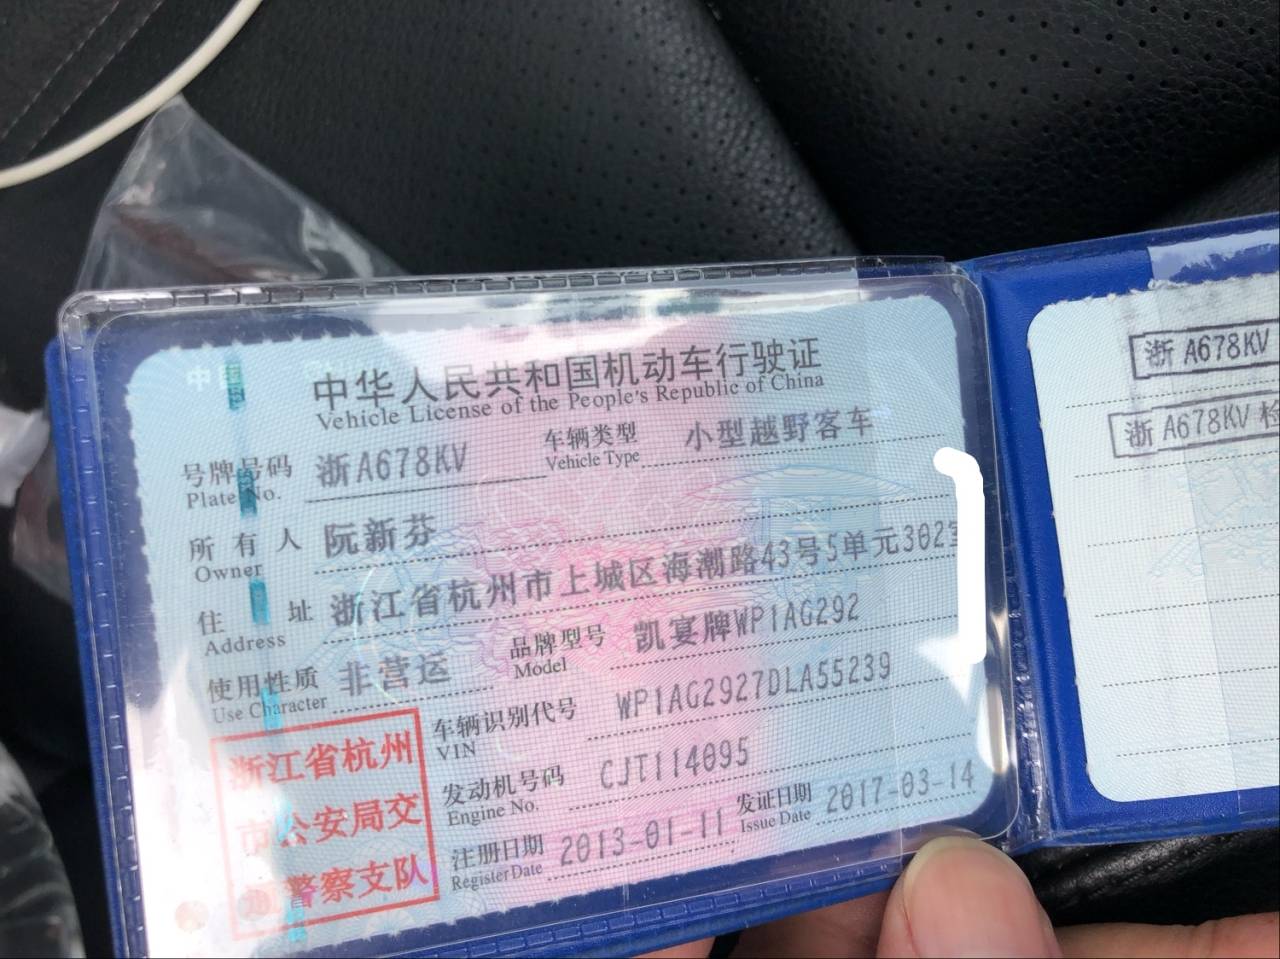 中华人民共和国机动车行驶证
Vehicle License of the People's Republic of China
号牌号码 浙A678KV 车辆类型 小型越野客车
Plate No. Vehicle Type
所有人 阮新芬
Owner
住址 浙江省杭州市上城区海潮路43号5单元302室
Address
使用性质 非营运 品牌型号 凯宴牌WP1AG292
Use Character Model
车辆识别代号 WP1AG2927DLA55239
VIN
发动机号码 CJT114095
Engine No.
注册日期 2013-01-11 发证日期 2017-03-14
Register Date Issue Date
浙江省杭州
市公安局交
通警察支队
浙A678KV
浙A678KV 检